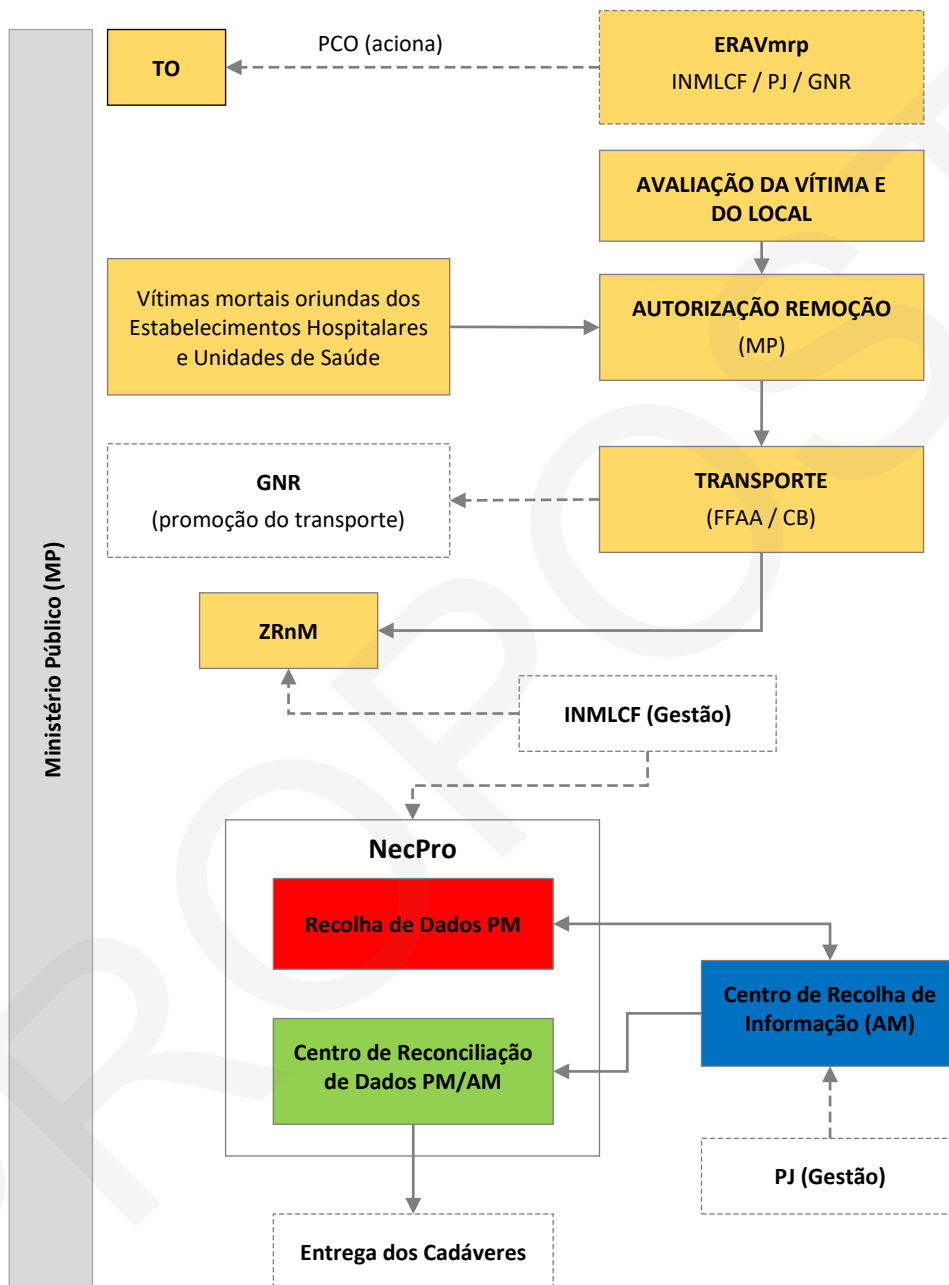 TO
PCO (aciona)
ERAVmrp
INMLCF / PJ / GNR
AVALIAÇÃO DA VÍTIMA E
DO LOCAL
Vítimas mortais oriundas dos
Estabelecimentos Hospitalares
e Unidades de Saúde
AUTORIZAÇÃO REMOÇÃO
(MP)
GNR
(promoção do transporte)
TRANSPORTE
(FFAA / CB)
Ministério Público (MP)
ZRnM
INMLCF (Gestão)
NecPro
Recolha de Dados PM
Centro de Recolha de
Informação (AM)
Centro de Reconciliação
de Dados PM/AM
PJ (Gestão)
Entrega dos Cadáveres
PROPOST